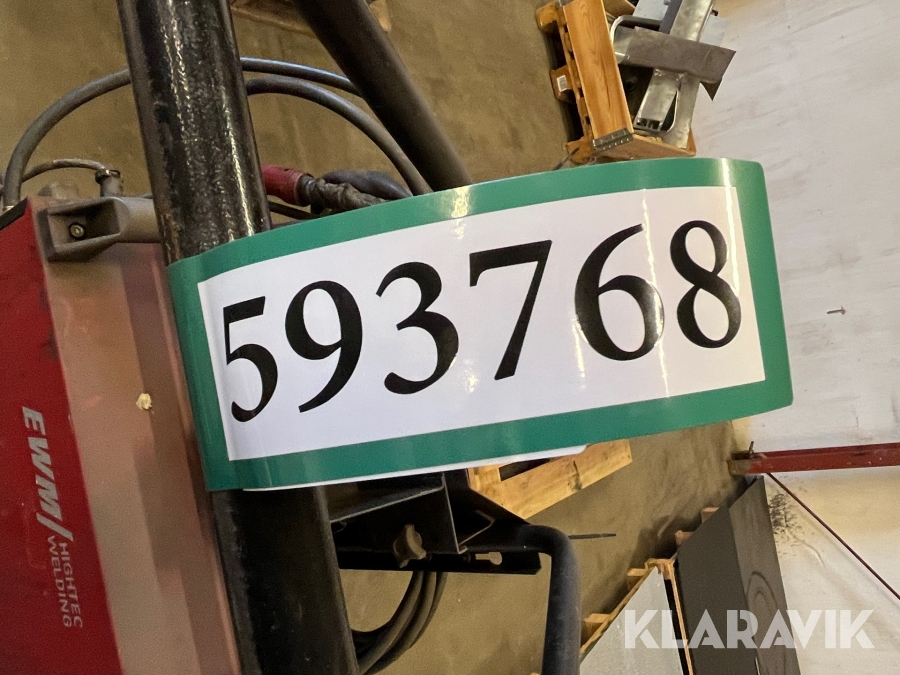 593768
EWM/
HIGHTEC
WELDING
KLARAVIK